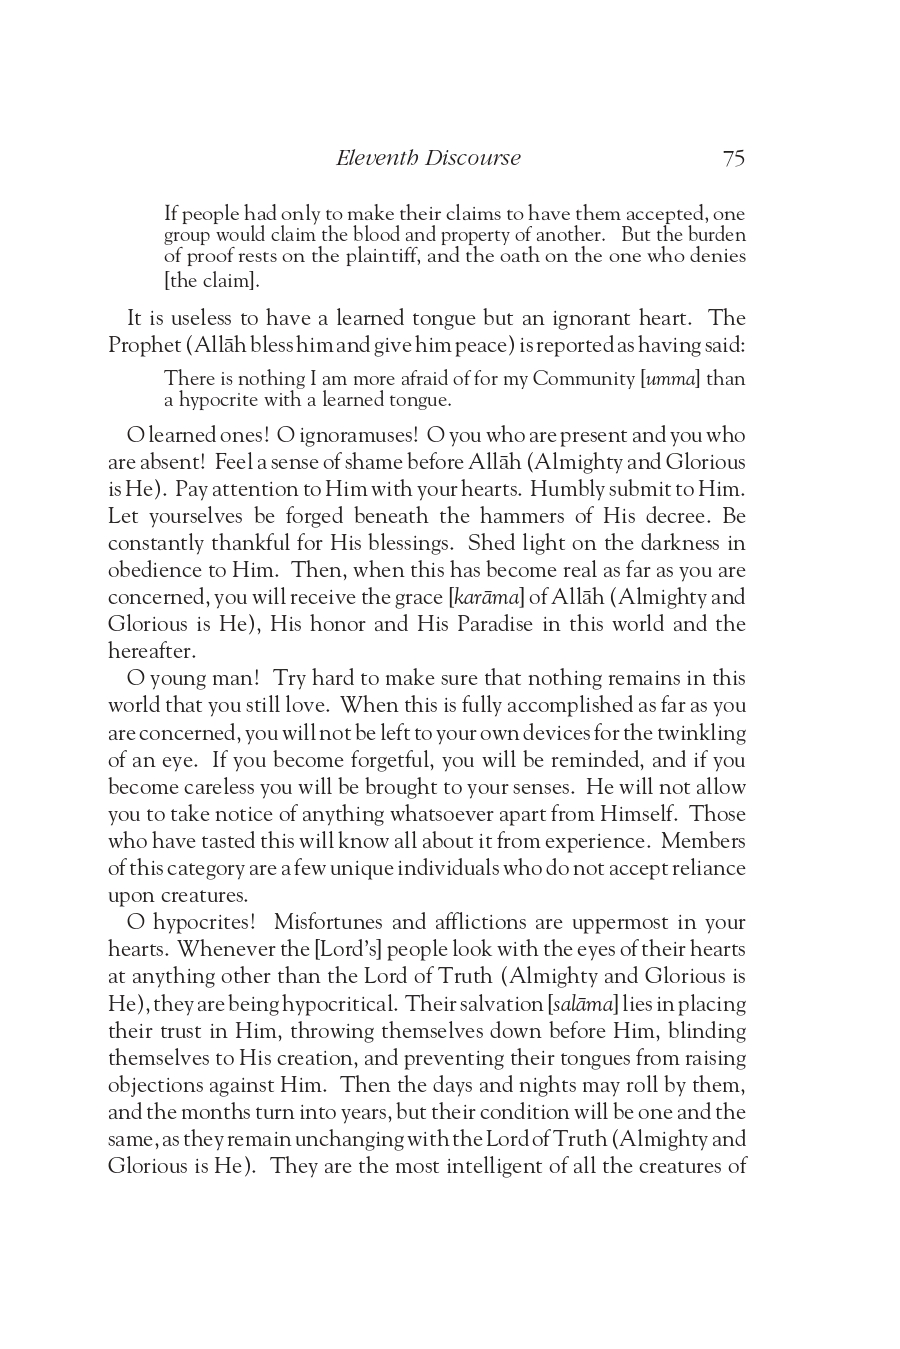 Eleventh Discourse 75
If people had only to make their claims to have them accepted, one
group would claim the blood and property of another. But the burden
of proof rests on the plaintiff, and the oath on the one who denies
[the claim].
It is useless to have a learned tongue but an ignorant heart. The
Prophet (Allāh bless him and give him peace) is reported as having said:
There is nothing I am more afraid of for my Community [umma] than
a hypocrite with a learned tongue.
O learned ones! O ignoramuses! O you who are present and you who
are absent! Feel a sense of shame before Allāh (Almighty and Glorious
is He). Pay attention to Him with your hearts. Humbly submit to Him.
Let yourselves be forged beneath the hammers of His decree. Be
constantly thankful for His blessings. Shed light on the darkness in
obedience to Him. Then, when this has become real as far as you are
concerned, you will receive the grace [karāma] of Allāh (Almighty and
Glorious is He), His honor and His Paradise in this world and the
hereafter.
O young man! Try hard to make sure that nothing remains in this
world that you still love. When this is fully accomplished as far as you
are concerned, you will not be left to your own devices for the twinkling
of an eye. If you become forgetful, you will be reminded, and if you
become careless you will be brought to your senses. He will not allow
you to take notice of anything whatsoever apart from Himself. Those
who have tasted this will know all about it from experience. Members
of this category are a few unique individuals who do not accept reliance
upon creatures.
O hypocrites! Misfortunes and afflictions are uppermost in your
hearts. Whenever the [Lord's] people look with the eyes of their hearts
at anything other than the Lord of Truth (Almighty and Glorious is
He), they are being hypocritical. Their salvation [salāma] lies in placing
their trust in Him, throwing themselves down before Him, blinding
themselves to His creation, and preventing their tongues from raising
objections against Him. Then the days and nights may roll by them,
and the months turn into years, but their condition will be one and the
same, as they remain unchanging with the Lord of Truth (Almighty and
Glorious is He). They are the most intelligent of all the creatures of